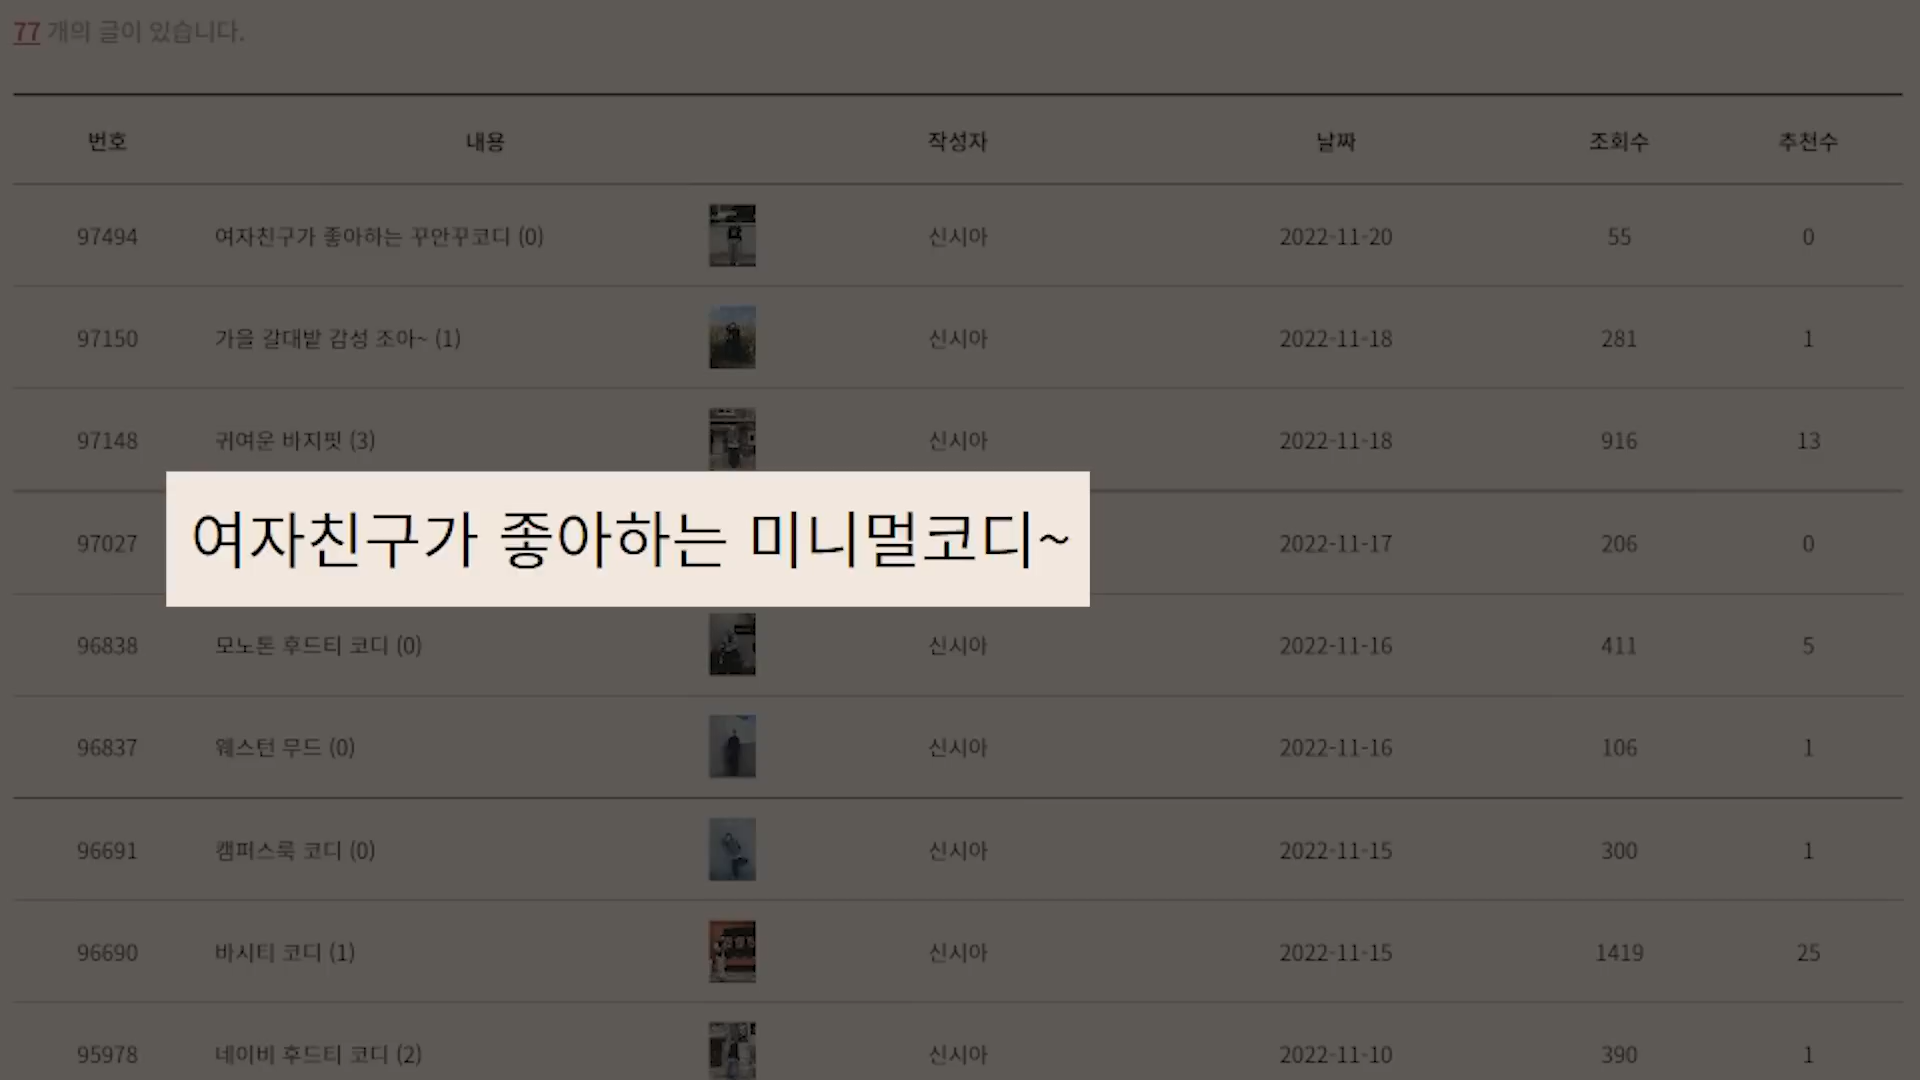 77 개의 글이 있습니다.
번호 내용 작성자 날짜 조회수 추천수
97494 여자친구가 좋아하는 꾸안꾸코디 (0) 신시아 2022-11-20 55 0
97150 가을 갈대밭 감성 조아~ (1) 신시아 2022-11-18 281 1
97148 귀여운 바지핏 (3) 신시아 2022-11-18 916 13
97027 여자친구가 좋아하는 미니멀코디~ 2022-11-17 206 0
96838 모노톤 후드티 코디 (0) 신시아 2022-11-16 411 5
96837 웨스턴 무드 (0) 신시아 2022-11-16 106 1
96691 캠퍼스룩 코디 (0) 신시아 2022-11-15 300 1
96690 바시티 코디 (1) 신시아 2022-11-15 1419 25
95978 네이비 후드티 코디 (2) 신시아 2022-11-10 390 1